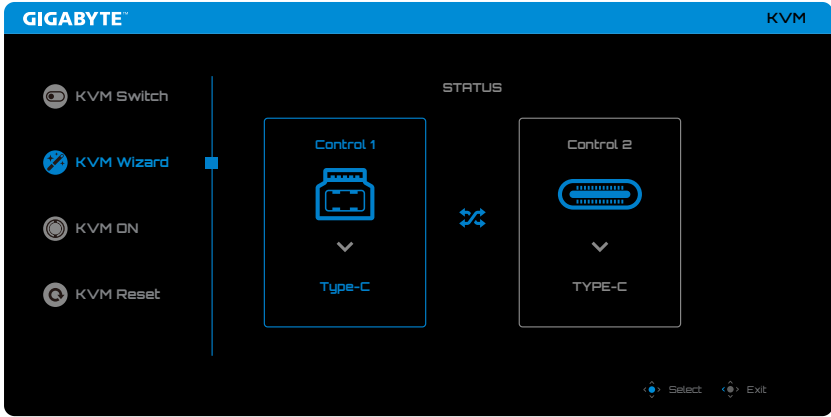 GIGABYTE™
KVM
KVM Switch
KVM Wizard
KVM ON
KVM Reset
STATUS
Control 1
Type-C
Control 2
TYPE-C
Select
Exit